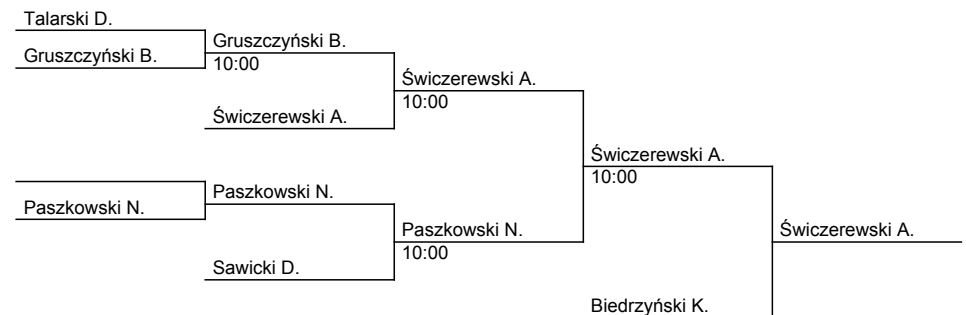 Talarski D.
Gruszczyński B.
Gruszczyński B.
10:00
Świczerewski A.
Świczerewski A.
10:00
Paszkowski N.
Paszkowski N.
Sawicki D.
Paszkowski N.
10:00
Świczerewski A.
10:00
Biedrzyński K.
Świczerewski A.